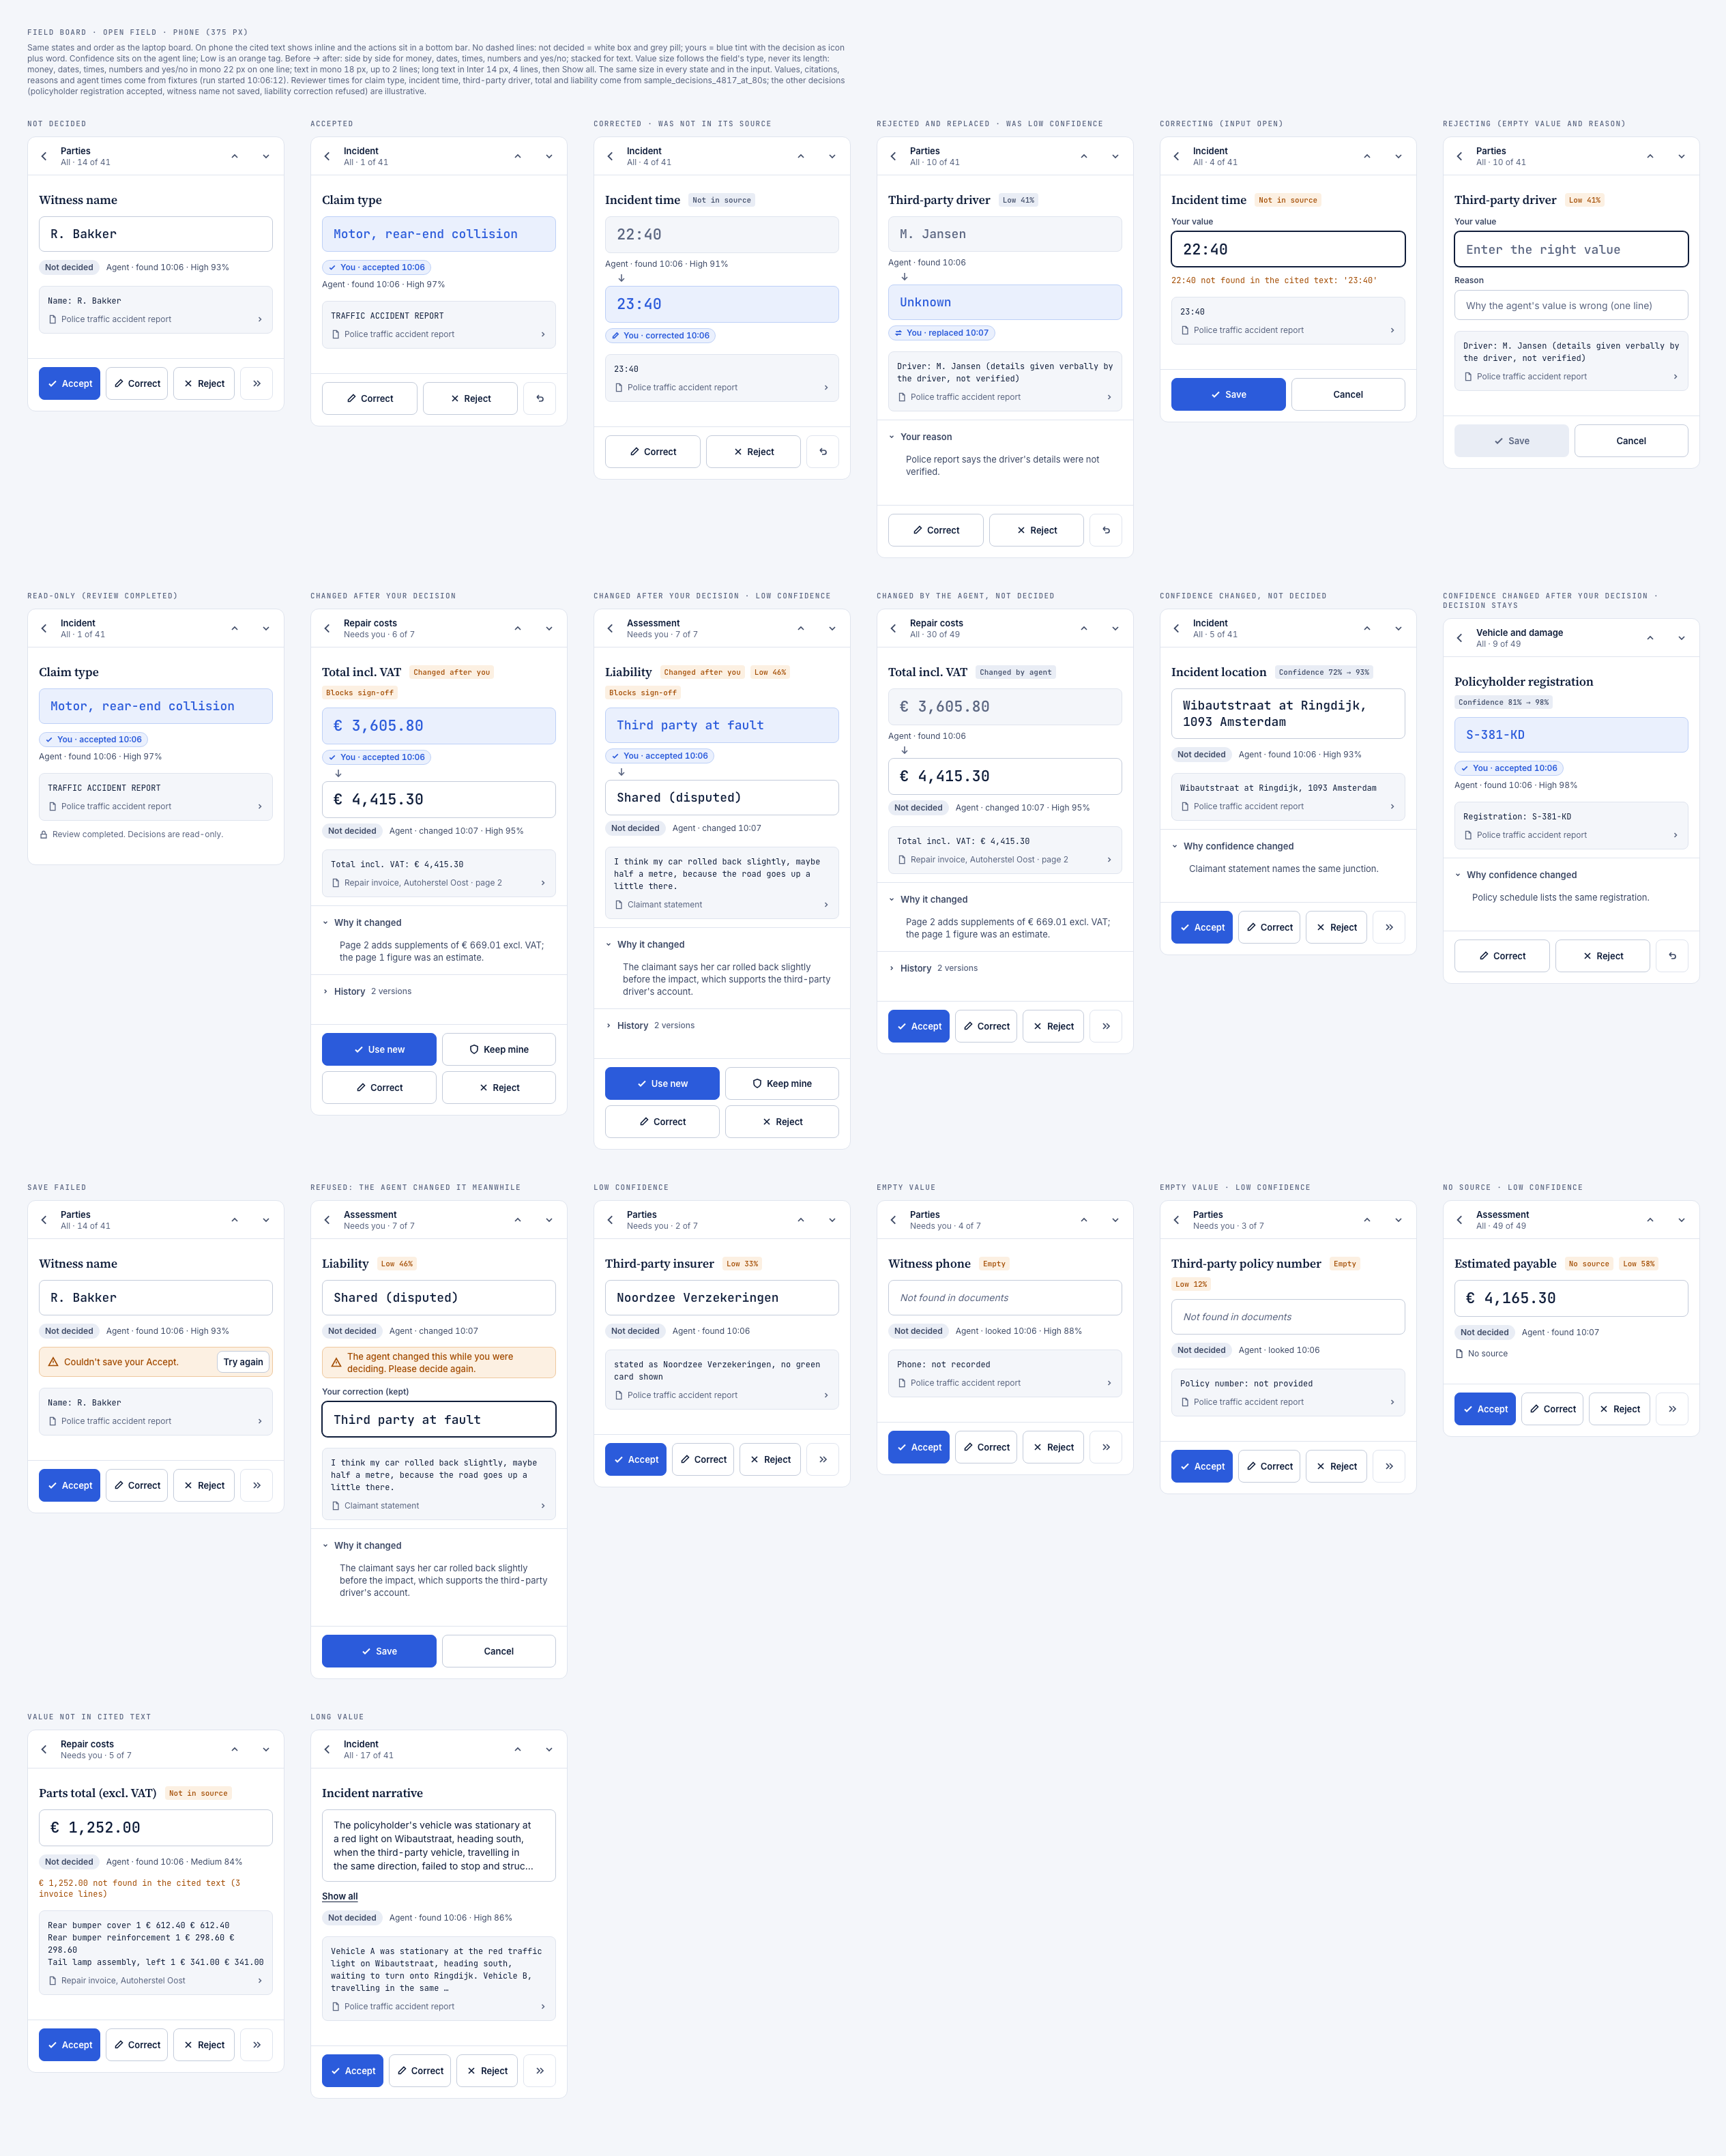 FIELD BOARD · OPEN FIELD · PHONE (375 PX)
Same states and order as the laptop board. On phone the cited text shows inline and the actions sit in a bottom bar. No dashed lines: not decided = white box and grey pill; yours = blue tint with the decision as icon
plus word. Confidence sits on the agent line; Low is an orange tag. Before → after: side by side for money, dates, times, numbers and yes/no; stacked for text. Value size follows the field's type, never its length:
money, dates, times, numbers and yes/no in mono 22 px on one line; text in mono 18 px, up to 2 lines; long text in Inter 14 px, 4 lines, then Show all. The same size in every state and in the input. Values, citations,
reasons and agent times come from fixtures (run started 10:06:12). Reviewer times for claim type, incident time, third-party driver, total and liability come from sample_decisions_4817_at_80s; the other decisions
(policyholder registration accepted, witness name not saved, liability correction refused) are illustrative.
NOT DECIDED
Parties
All · 14 of 41
Witness name
R. Bakker
Not decided Agent · found 10:06 · High 93%
Name: R. Bakker
Police traffic accident report
Accept Correct Reject
ACCEPTED
Incident
All · 1 of 41
Claim type
Motor, rear-end collision
You · accepted 10:06
Agent · found 10:06 · High 97%
TRAFFIC ACCIDENT REPORT
Police traffic accident report
Correct Reject
CORRECTED · WAS NOT IN ITS SOURCE
Incident
All · 4 of 41
Incident time Not in source
22:40
Agent · found 10:06 · High 91%
↓
23:40
You · corrected 10:06
23:40
Police traffic accident report
Correct Reject
REJECTED AND REPLACED · WAS LOW CONFIDENCE
Parties
All · 10 of 41
Third-party driver Low 41%
M. Jansen
Agent · found 10:06
↓
Unknown
You · replaced 10:07
Driver: M. Jansen (details given verbally by
the driver, not verified)
Police traffic accident report
Your reason
Police report says the driver's details were not
verified.
Correct Reject
CORRECTING (INPUT OPEN)
Incident
All · 4 of 41
Incident time Not in source
Your value
22:40
22:40 not found in the cited text: '23:40'
23:40
Police traffic accident report
Save Cancel
REJECTING (EMPTY VALUE AND REASON)
Parties
All · 10 of 41
Third-party driver Low 41%
Your value
Enter the right value
Reason
Why the agent's value is wrong (one line)
Driver: M. Jansen (details given verbally by
the driver, not verified)
Police traffic accident report
Save Cancel
READ-ONLY (REVIEW COMPLETED)
Incident
All · 1 of 41
Claim type
Motor, rear-end collision
You · accepted 10:06
Agent · found 10:06 · High 97%
TRAFFIC ACCIDENT REPORT
Police traffic accident report
Review completed. Decisions are read-only.
CHANGED AFTER YOUR DECISION
Repair costs
Needs you · 6 of 7
Total incl. VAT Changed after you
Blocks sign-off
€ 3,605.80
You · accepted 10:06
↓
€ 4,415.30
Not decided Agent · changed 10:07 · High 95%
Total incl. VAT: € 4,415.30
Repair invoice, Autoherstel Oost · page 2
Why it changed
Page 2 adds supplements of € 669.01 excl. VAT;
the page 1 figure was an estimate.
History 2 versions
Use new Keep mine
Correct Reject
CHANGED AFTER YOUR DECISION · LOW CONFIDENCE
Assessment
Needs you · 7 of 7
Liability Changed after you Low 46%
Blocks sign-off
Third party at fault
You · accepted 10:06
↓
Shared (disputed)
Not decided Agent · changed 10:07
I think my car rolled back slightly, maybe
half a metre, because the road goes up a
little there.
Claimant statement
Why it changed
The claimant says her car rolled back slightly
before the impact, which supports the third-party
driver's account.
History 2 versions
Use new Keep mine
Correct Reject
CHANGED BY THE AGENT, NOT DECIDED
Repair costs
All · 30 of 49
Total incl. VAT Changed by agent
€ 3,605.80
Agent · found 10:06
↓
€ 4,415.30
Not decided Agent · changed 10:07 · High 95%
Total incl. VAT: € 4,415.30
Repair invoice, Autoherstel Oost · page 2
Why it changed
Page 2 adds supplements of € 669.01 excl. VAT;
the page 1 figure was an estimate.
History 2 versions
Accept Correct Reject
CONFIDENCE CHANGED, NOT DECIDED
Incident
All · 5 of 41
Incident location Confidence 72% → 93%
Wibautstraat at Ringdijk,
1093 Amsterdam
Not decided Agent · found 10:06 · High 93%
Wibautstraat at Ringdijk, 1093 Amsterdam
Police traffic accident report
Why confidence changed
Claimant statement names the same junction.
Accept Correct Reject
CONFIDENCE CHANGED AFTER YOUR DECISION ·
DECISION STAYS
Vehicle and damage
All · 9 of 49
Policyholder registration
Confidence 81% → 98%
S-381-KD
You · accepted 10:06
Agent · found 10:06 · High 98%
Registration: S-381-KD
Police traffic accident report
Why confidence changed
Policy schedule lists the same registration.
Correct Reject
SAVE FAILED
Parties
All · 14 of 41
Witness name
R. Bakker
Not decided Agent · found 10:06 · High 93%
Couldn't save your Accept. Try again
Name: R. Bakker
Police traffic accident report
Accept Correct Reject
REFUSED: THE AGENT CHANGED IT MEANWHILE
Assessment
Needs you · 7 of 7
Liability Low 46%
Shared (disputed)
Not decided Agent · changed 10:07
The agent changed this while you were
deciding. Please decide again.
Your correction (kept)
Third party at fault
I think my car rolled back slightly, maybe
half a metre, because the road goes up a
little there.
Claimant statement
Why it changed
The claimant says her car rolled back slightly
before the impact, which supports the third-party
driver's account.
Save Cancel
LOW CONFIDENCE
Parties
Needs you · 2 of 7
Third-party insurer Low 33%
Noordzee Verzekeringen
Not decided Agent · found 10:06
stated as Noordzee Verzekeringen, no green
card shown
Police traffic accident report
Accept Correct Reject
EMPTY VALUE
Parties
Needs you · 4 of 7
Witness phone Empty
Not found in documents
Not decided Agent · looked 10:06 · High 88%
Phone: not recorded
Police traffic accident report
Accept Correct Reject
EMPTY VALUE · LOW CONFIDENCE
Parties
Needs you · 3 of 7
Third-party policy number Empty
Low 12%
Not found in documents
Not decided Agent · looked 10:06
Policy number: not provided
Police traffic accident report
Accept Correct Reject
NO SOURCE · LOW CONFIDENCE
Assessment
All · 49 of 49
Estimated payable No source Low 58%
€ 4,165.30
Not decided Agent · found 10:07
No source
Accept Correct Reject
VALUE NOT IN CITED TEXT
Repair costs
Needs you · 5 of 7
Parts total (excl. VAT) Not in source
€ 1,252.00
Not decided Agent · found 10:06 · Medium 84%
€ 1,252.00 not found in the cited text (3
invoice lines)
Rear bumper cover 1 € 612.40 € 612.40
Rear bumper reinforcement 1 € 298.60 €
298.60
Tail lamp assembly, left 1 € 341.00 € 341.00
Repair invoice, Autoherstel Oost
Accept Correct Reject
LONG VALUE
Incident
All · 17 of 41
Incident narrative
The policyholder's vehicle was stationary at
a red light on Wibautstraat, heading south,
when the third-party vehicle, travelling in
the same direction, failed to stop and struc...
Show all
Not decided Agent · found 10:06 · High 86%
Vehicle A was stationary at the red traffic
light on Wibautstraat, heading south,
waiting to turn onto Ringdijk. Vehicle B,
travelling in the same …
Police traffic accident report
Accept Correct Reject